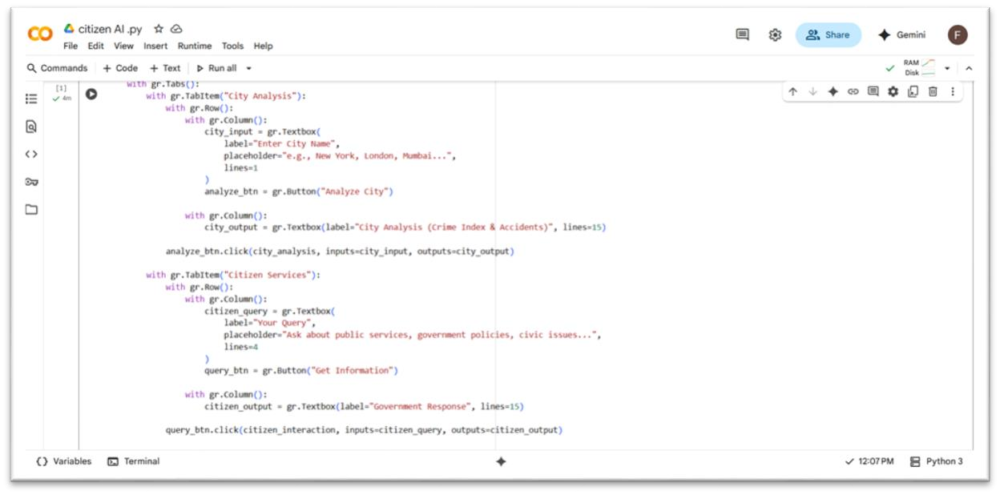 citizen AI .py
File Edit View Insert Runtime Tools Help
Share
Gemini
F
Commands + Code + Text Run all
RAM
Disk
[1]
4m
with gr.Tabs():
with gr.TabItem("City Analysis"):
with gr.Row():
with gr.Column():
city_input = gr.Textbox(
label="Enter City Name",
placeholder="e.g., New York, London, Mumbai...",
lines=1
)
analyze_btn = gr.Button("Analyze City")
with gr.Column():
city_output = gr.Textbox(label="City Analysis (Crime Index & Accidents)", lines=15)
analyze_btn.click(city_analysis, inputs=city_input, outputs=city_output)
with gr.TabItem("Citizen Services"):
with gr.Row():
with gr.Column():
citizen_query = gr.Textbox(
label="Your Query",
placeholder="Ask about public services, government policies, civic issues...",
lines=4
)
query_btn = gr.Button("Get Information")
with gr.Column():
citizen_output = gr.Textbox(label="Government Response", lines=15)
query_btn.click(citizen_interaction, inputs=citizen_query, outputs=citizen_output)
Variables Terminal
12:07 PM Python 3